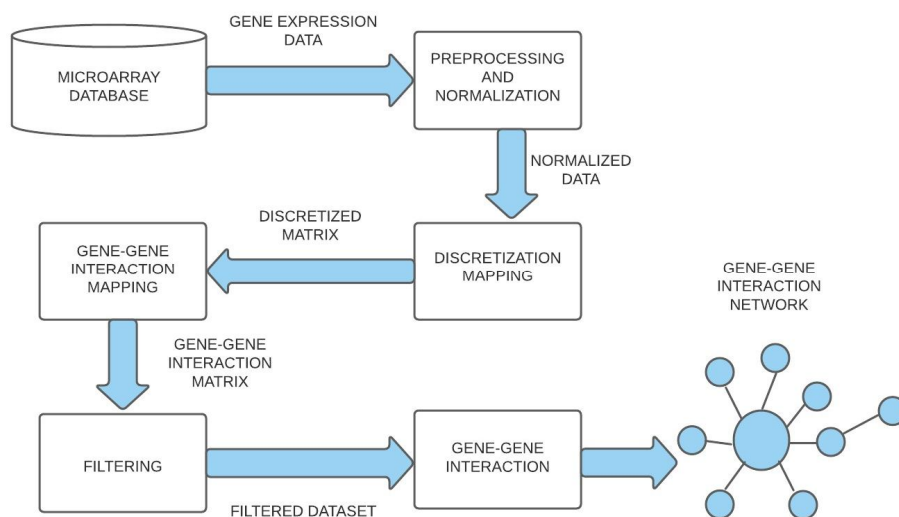 GENE EXPRESSION
DATA
MICROARRAY
DATABASE
PREPROCESSING
AND
NORMALIZATION
NORMALIZED
DATA
DISCRETIZATION
MAPPING
DISCRETIZED
MATRIX
GENE-GENE
INTERACTION
MAPPING
GENE-GENE
INTERACTION
MATRIX
FILTERING
FILTERED DATASET
GENE-GENE
INTERACTION
GENE-GENE
INTERACTION
NETWORK